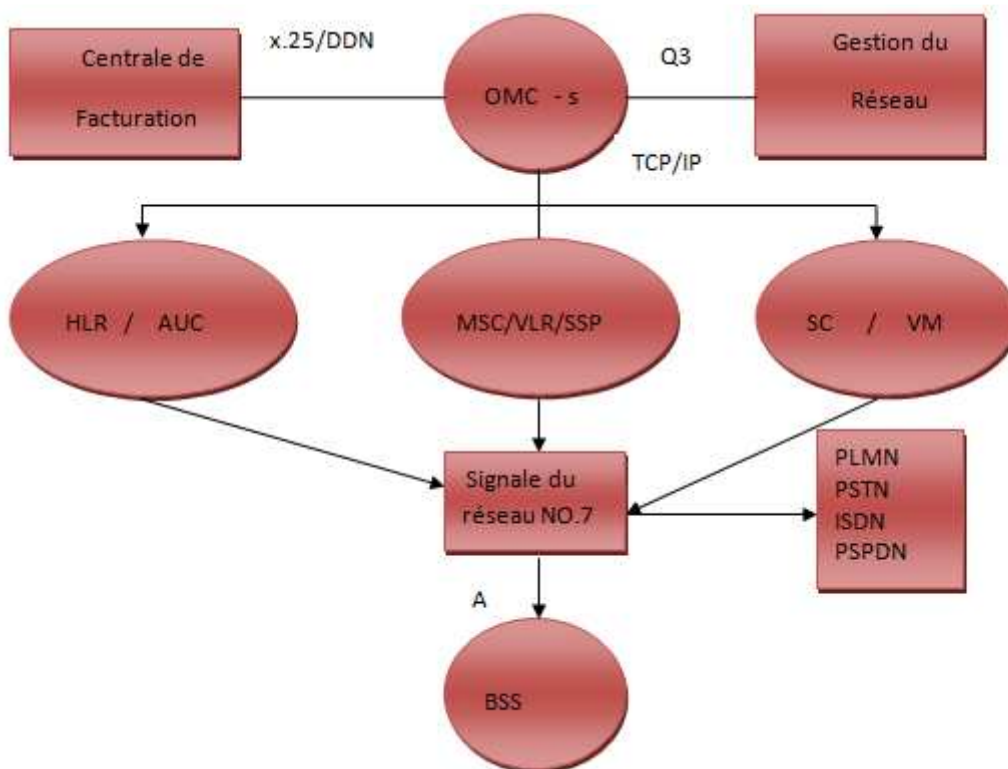 x.25/DDN
Centrale de
Facturation
OMC - s
Q3
Gestion du
Réseau
TCP/IP
HLR / AUC
MSC/VLR/SSP
SC / VM
Signale du
réseau NO.7
PLMN
PSTN
ISDN
PSPDN
A
BSS